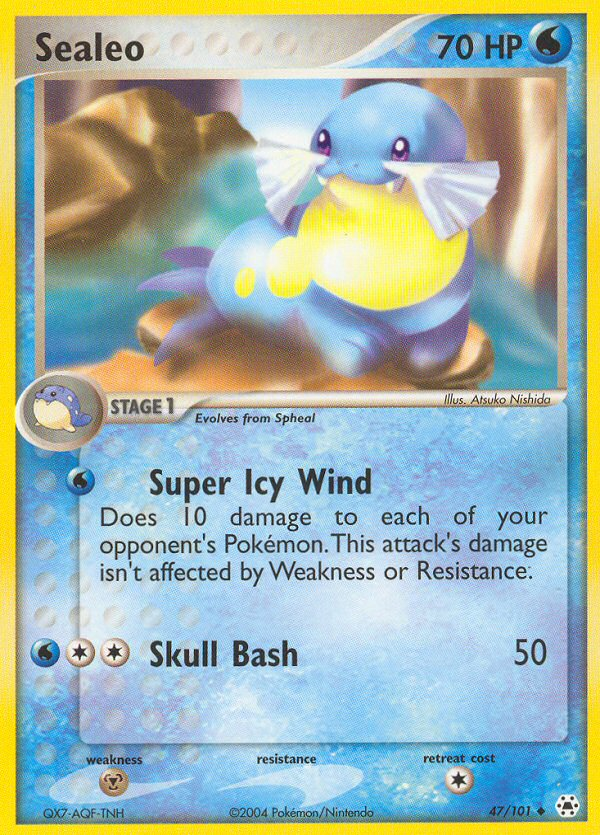 Sealeo 70 HP
Illus. Atsuko Nishida
STAGE 1
Evolves from Spheal
Super Icy Wind
Does 10 damage to each of your
opponent's Pokémon. This attack's damage
isn't affected by Weakness or Resistance.
Skull Bash 50
weakness resistance retreat cost
QX7-AQF-TNH ©2004 Pokémon/Nintendo 47/101